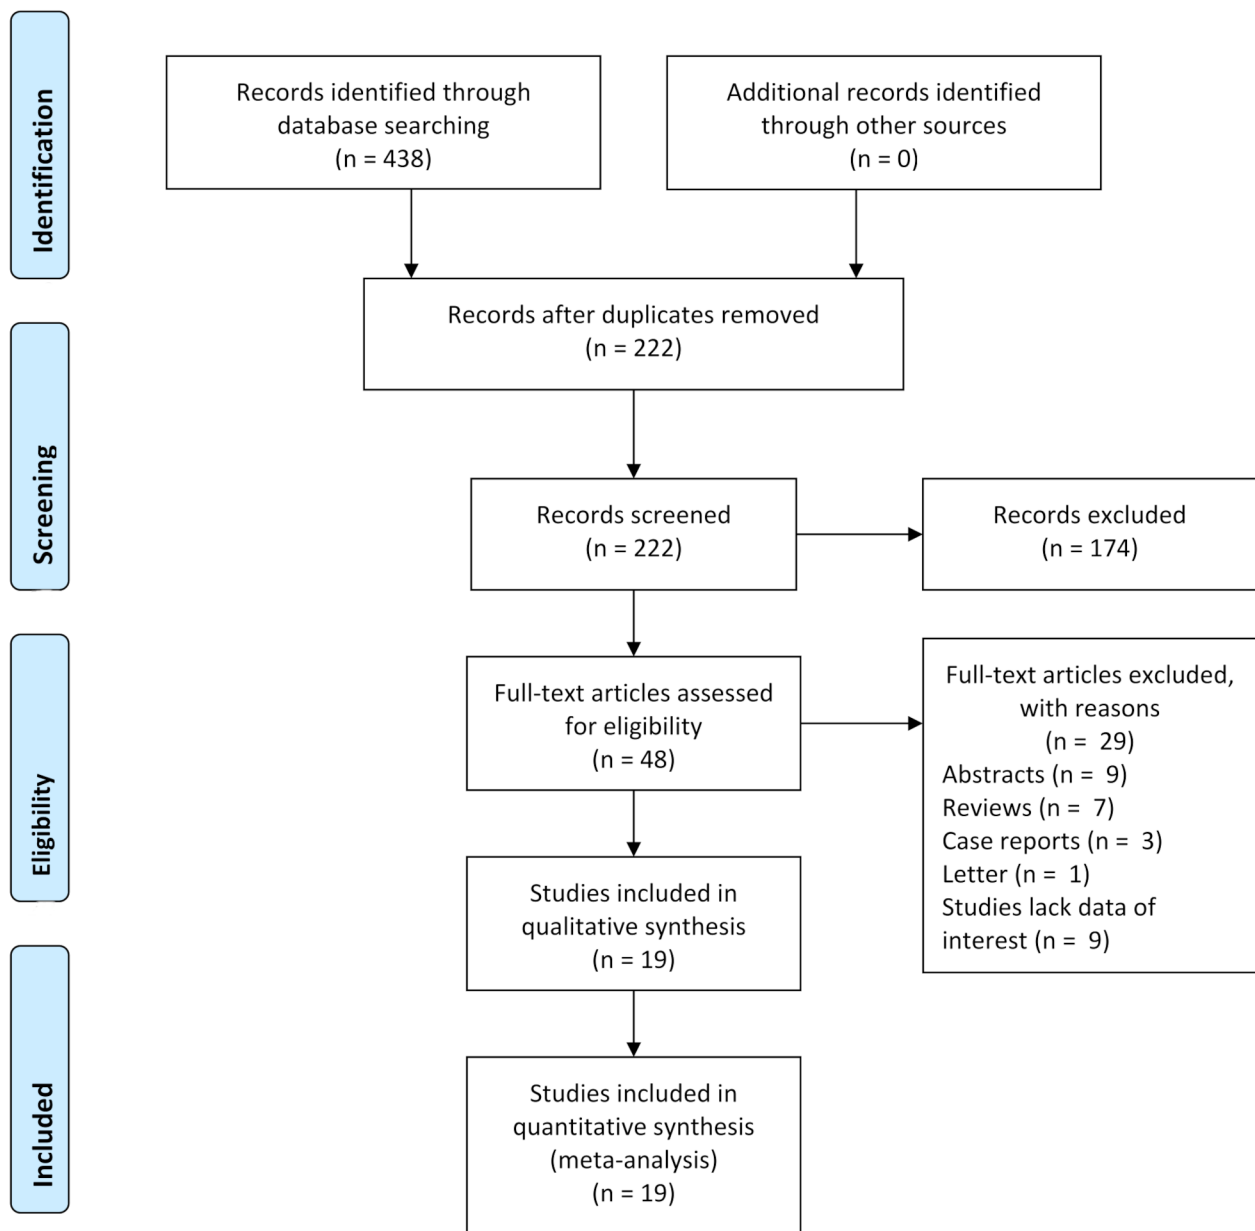 Identification
Records identified through
database searching
(n = 438)
Additional records identified
through other sources
(n = 0)
Records after duplicates removed
(n = 222)
Screening
Records screened
(n = 222)
Records excluded
(n = 174)
Eligibility
Full-text articles assessed
for eligibility
(n = 48)
Full-text articles excluded,
with reasons
(n =  29)
Abstracts (n =  9)
Reviews (n =  7)
Case reports (n =  3)
Letter (n =  1)
Studies lack data of
interest (n =  9)
Studies included in
qualitative synthesis
(n = 19)
Included
Studies included in
quantitative synthesis
(meta-analysis)
(n = 19)